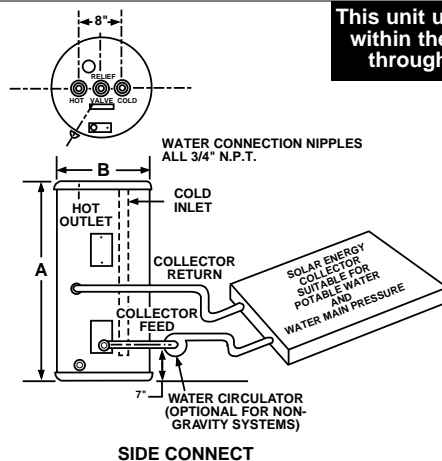 This unit u
within the
through
8"
RELIEF
HOT VALVE COLD
WATER CONNECTION NIPPLES
ALL 3/4" N.P.T.
B
HOT
OUTLET
COLD
INLET
A
COLLECTOR
RETURN
SOLAR ENERGY
COLLECTOR
SUITABLE FOR
POTABLE WATER
AND
WATER MAIN PRESSURE
COLLECTOR
FEED
7"
WATER CIRCULATOR
(OPTIONAL FOR NON-
GRAVITY SYSTEMS)
SIDE CONNECT